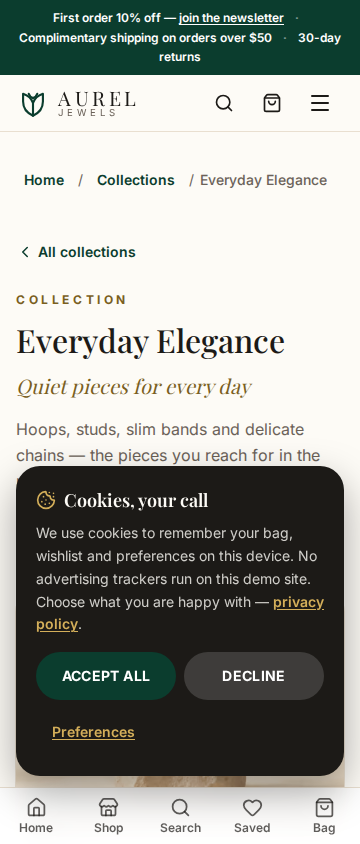 First order 10% off — join the newsletter ·
Complimentary shipping on orders over $50 · 30-day
returns
AUREL
JEWELS
Home / Collections / Everyday Elegance
All collections
COLLECTION
Everyday Elegance
Quiet pieces for every day
Hoops, studs, slim bands and delicate
chains — the pieces you reach for in the
Cookies, your call
We use cookies to remember your bag,
wishlist and preferences on this device. No
advertising trackers run on this demo site.
Choose what you are happy with — privacy
policy.
ACCEPT ALL DECLINE
Preferences
Home Shop Search Saved Bag